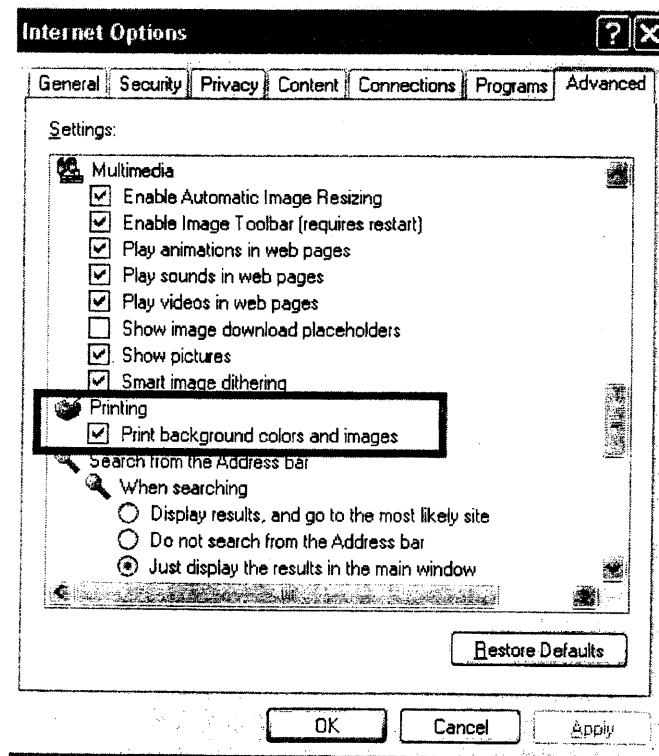 Internet Options
General Security Privacy Content Connections Programs Advanced
Settings:
Multimedia
Enable Automatic Image Resizing
Enable Image Toolbar (requires restart)
Play animations in web pages
Play sounds in web pages
Play videos in web pages
Show image download placeholders
Show pictures
Smart image dithering
Printing
Print background colors and images
Search from the Address bar
When searching
Display results, and go to the most likely site
Do not search from the Address bar
Just display the results in the main window
Restore Defaults
OK Cancel Apply